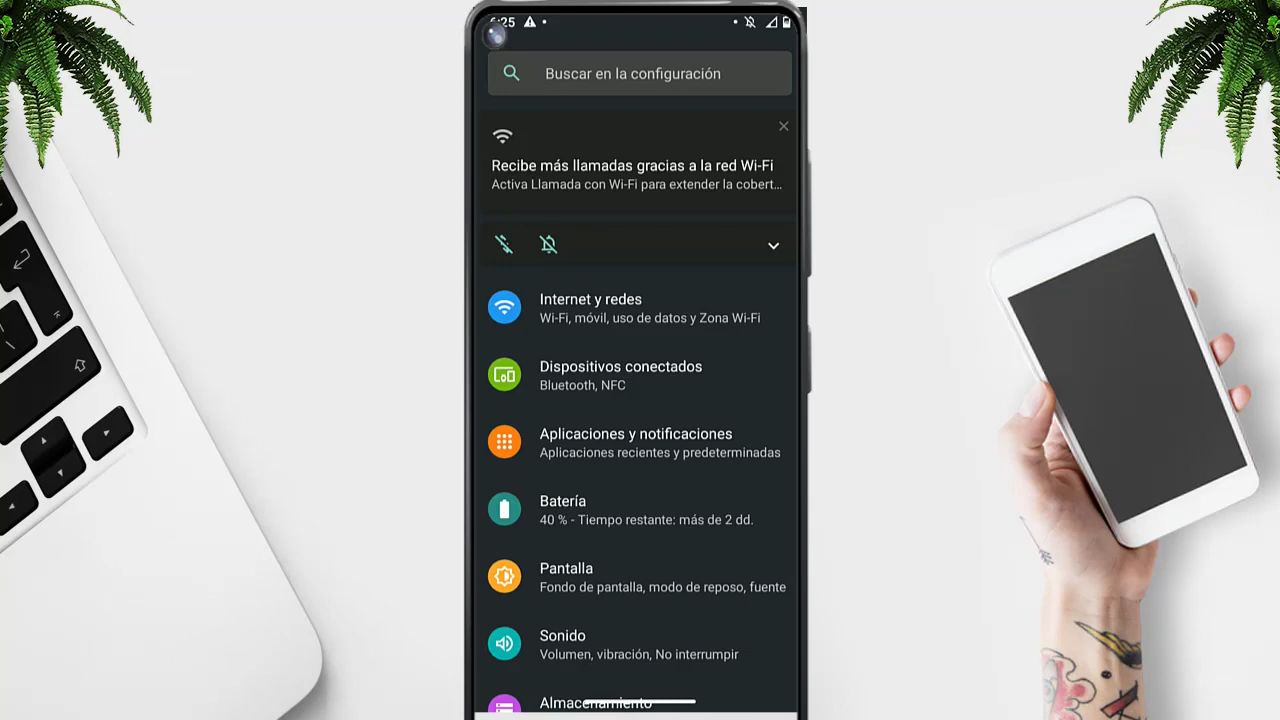 6:25
Buscar en la configuración
Recibe más llamadas gracias a la red Wi-Fi
Activa Llamada con Wi-Fi para extender la cobert...
Internet y redes
Wi-Fi, móvil, uso de datos y Zona Wi-Fi
Dispositivos conectados
Bluetooth, NFC
Aplicaciones y notificaciones
Aplicaciones recientes y predeterminadas
Batería
40 % - Tiempo restante: más de 2 dd.
Pantalla
Fondo de pantalla, modo de reposo, fuente
Sonido
Volumen, vibración, No interrumpir
Almacenamiento